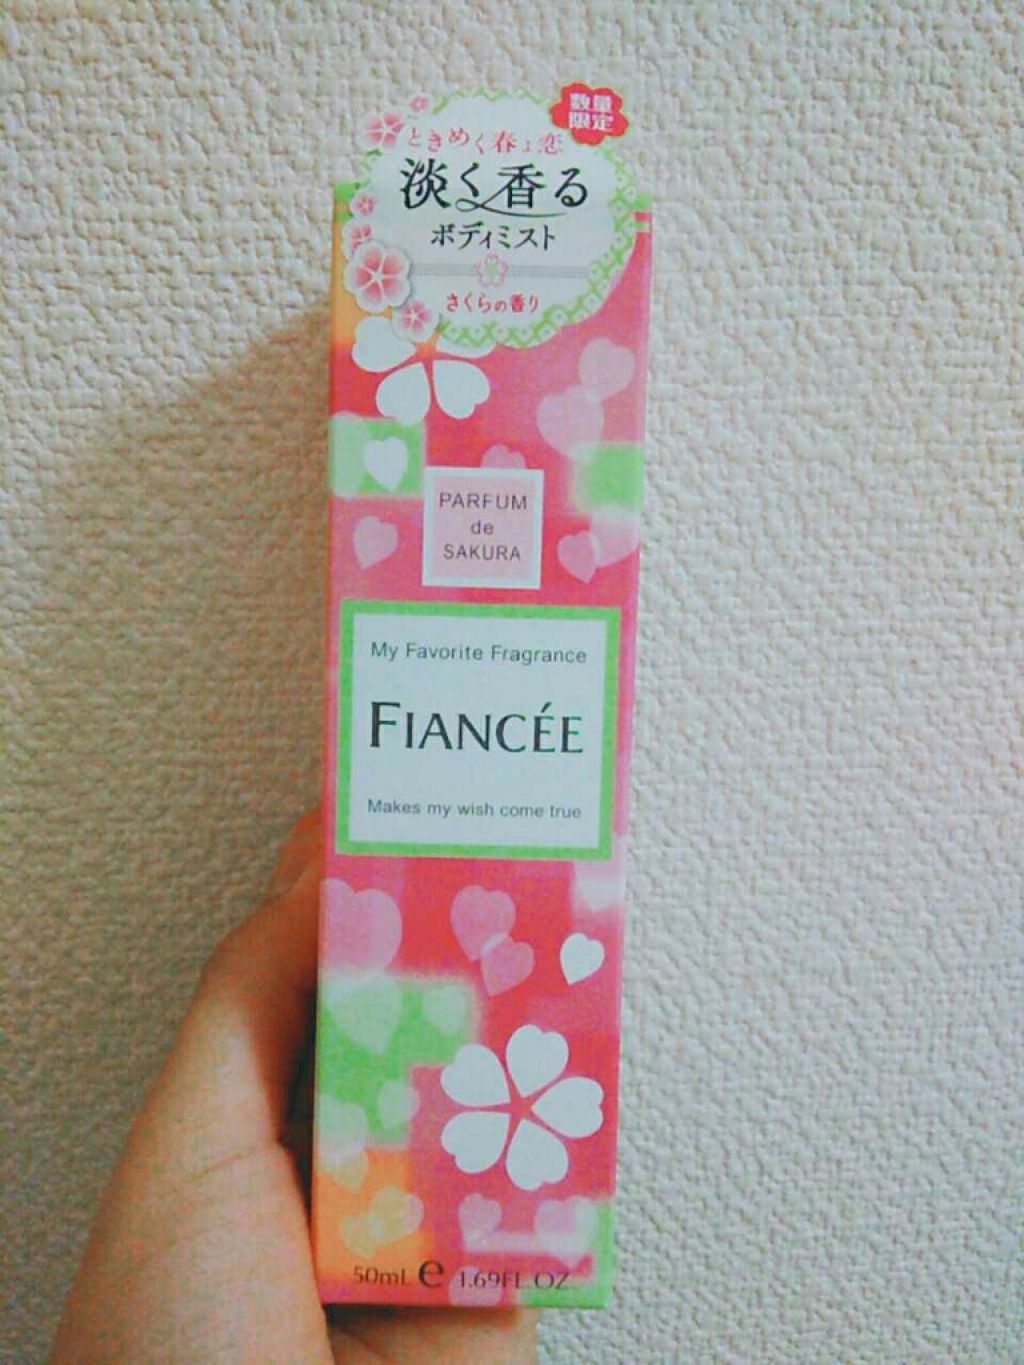 数量
限定
ときめく春よ恋
淡く香る
ボディミスト
さくらの香り
PARFUM
de
SAKURA
My Favorite Fragrance
FIANCÉE
Makes my wish come true
50mL e 1.69FL.OZ.